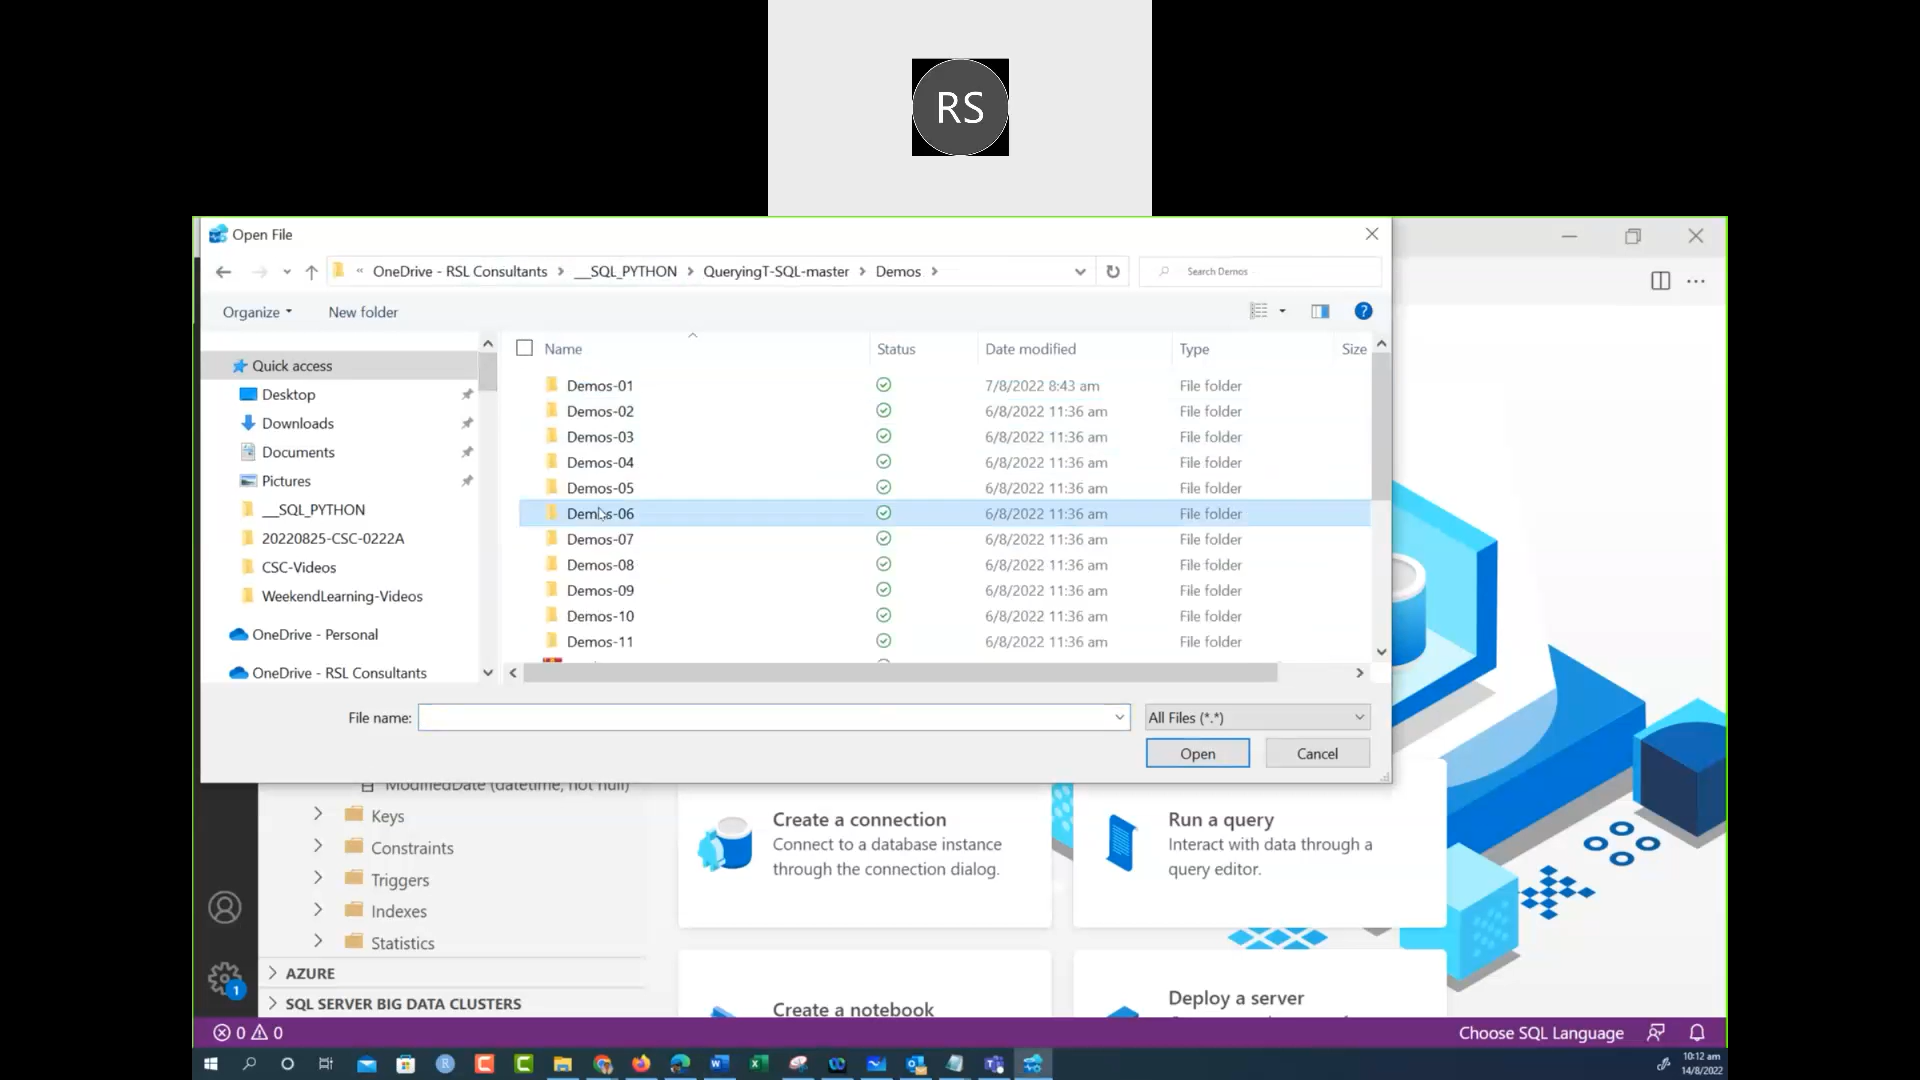 RS
Open File
« OneDrive - RSL Consultants > __SQL_PYTHON > QueryingT-SQL-master > Demos >
Search Demos
Organize
New folder
Name Status Date modified Type Size
Quick access
Desktop
Downloads
Documents
Pictures
__SQL_PYTHON
20220825-CSC-0222A
CSC-Videos
WeekendLearning-Videos
OneDrive - Personal
OneDrive - RSL Consultants
Demos-01 7/8/2022 8:43 am File folder
Demos-02 6/8/2022 11:36 am File folder
Demos-03 6/8/2022 11:36 am File folder
Demos-04 6/8/2022 11:36 am File folder
Demos-05 6/8/2022 11:36 am File folder
Demos-06 6/8/2022 11:36 am File folder
Demos-07 6/8/2022 11:36 am File folder
Demos-08 6/8/2022 11:36 am File folder
Demos-09 6/8/2022 11:36 am File folder
Demos-10 6/8/2022 11:36 am File folder
Demos-11 6/8/2022 11:36 am File folder
File name:
All Files (*.*)
Open
Cancel
ModifiedDate (datetime, not null)
Keys
Constraints
Triggers
Indexes
Statistics
AZURE
SQL SERVER BIG DATA CLUSTERS
1
Create a connection
Connect to a database instance
through the connection dialog.
Run a query
Interact with data through a
query editor.
Create a notebook
Deploy a server
0 0
Choose SQL Language
10:12 am
14/8/2022